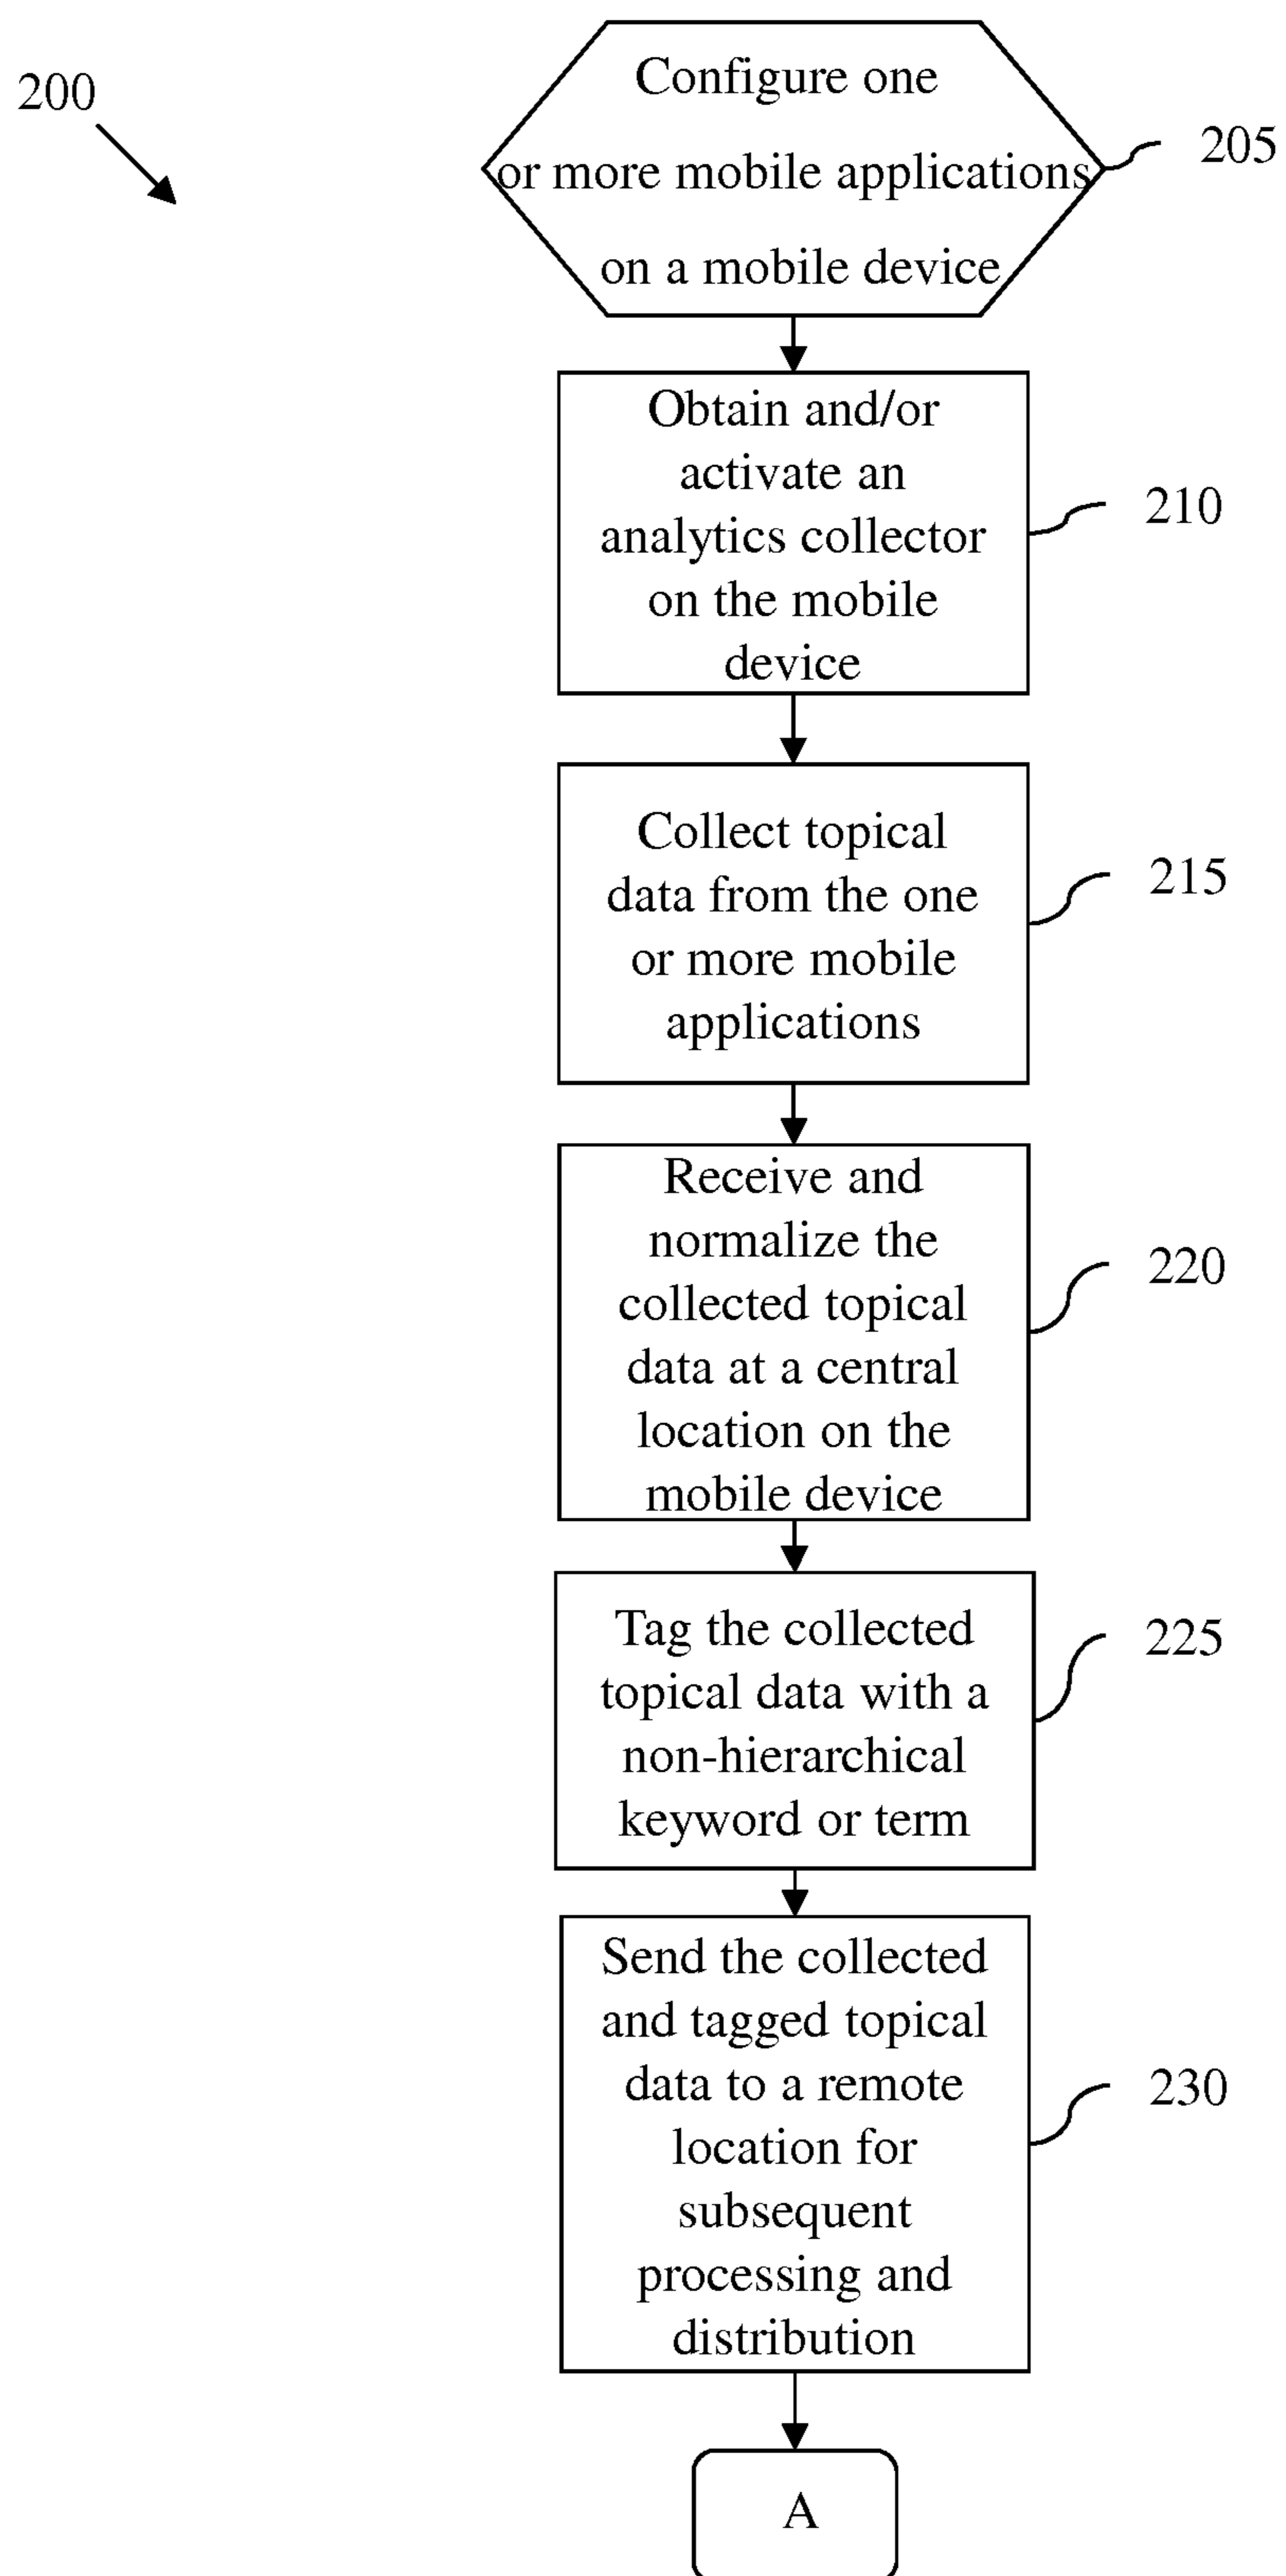 200
Configure one
or more mobile applications
on a mobile device
205
Obtain and/or
activate an
analytics collector
on the mobile
device
210
Collect topical
data from the one
or more mobile
applications
215
Receive and
normalize the
collected topical
data at a central
location on the
mobile device
220
Tag the collected
topical data with a
non-hierarchical
keyword or term
225
Send the collected
and tagged topical
data to a remote
location for
subsequent
processing and
distribution
230
A